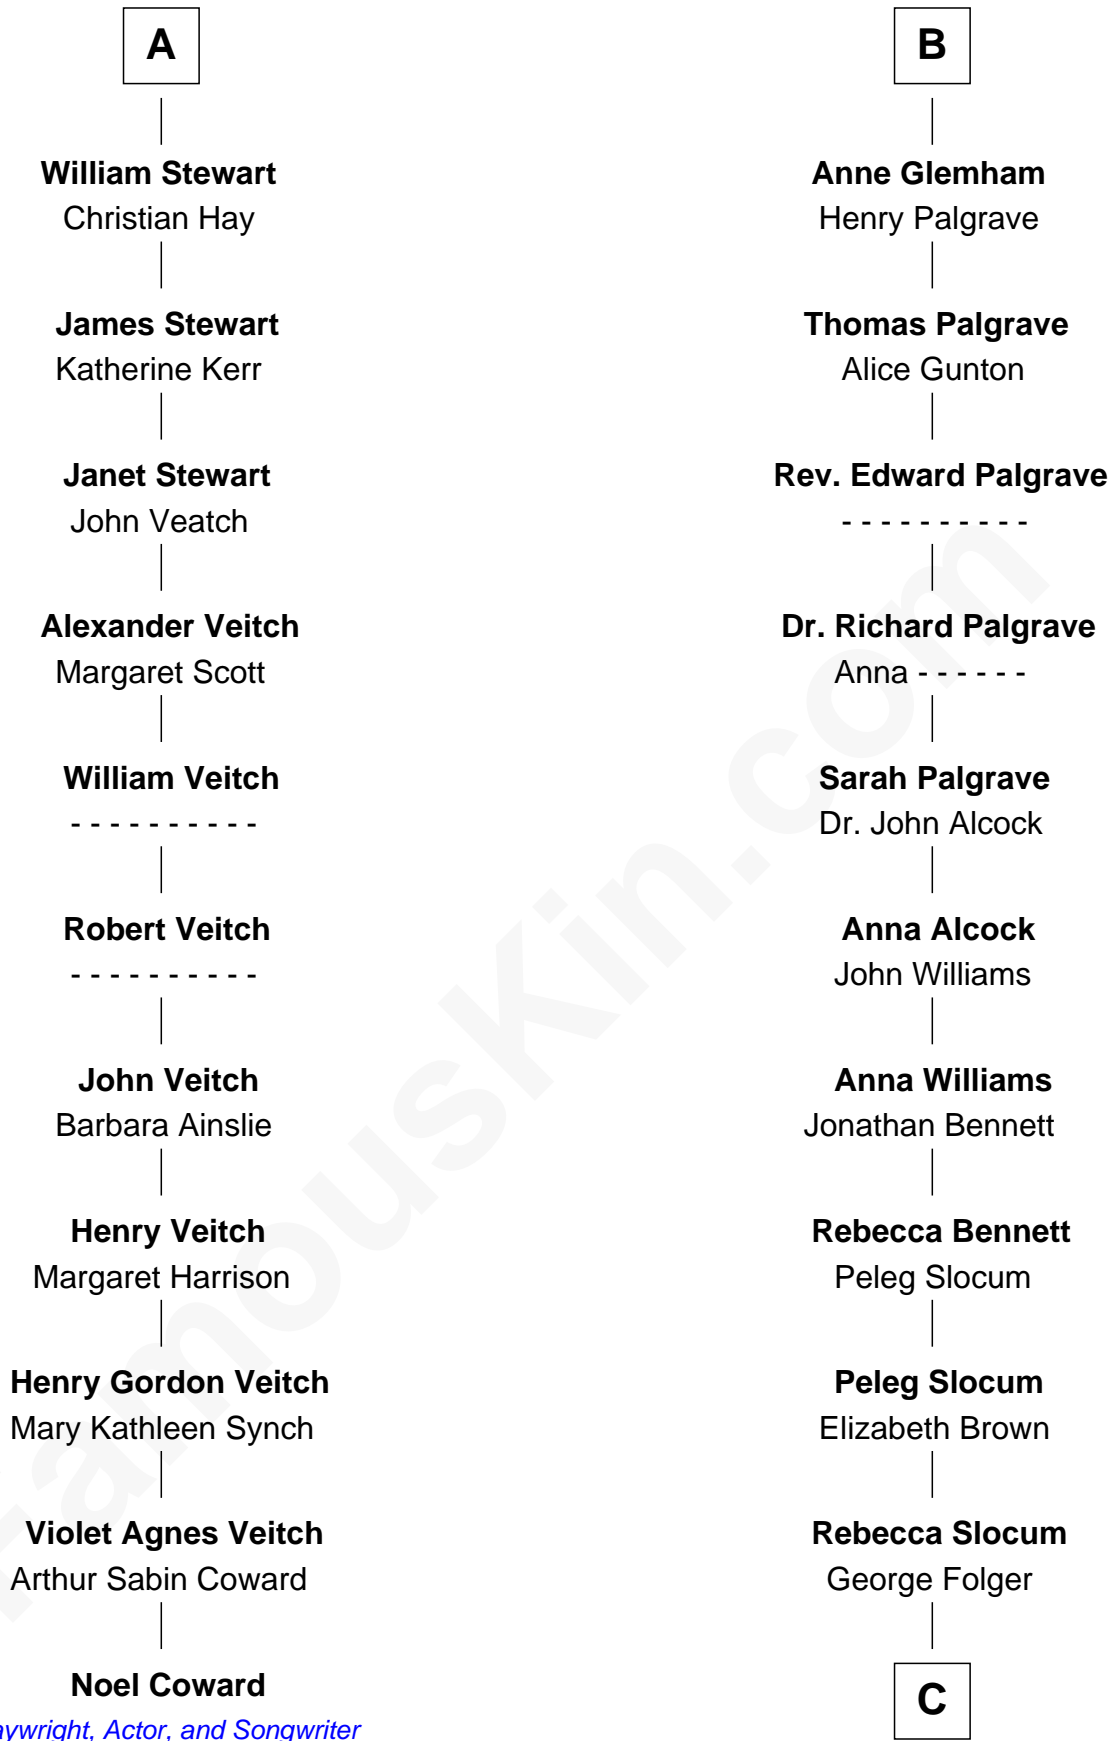 A
William Stewart
Christian Hay
James Stewart
Katherine Kerr
Janet Stewart
John Veatch
Alexander Veitch
Margaret Scott
William Veitch
- - - - - - - - - -
Robert Veitch
- - - - - - - - - -
John Veitch
Barbara Ainslie
Henry Veitch
Margaret Harrison
Henry Gordon Veitch
Mary Kathleen Synch
Violet Agnes Veitch
Arthur Sabin Coward
Noel Coward
Actor, and Songwriter
B
Anne Glemham
Henry Palgrave
Thomas Palgrave
Alice Gunton
Rev. Edward Palgrave
- - - - - - - - - -
Dr. Richard Palgrave
Anna - - - - - -
Sarah Palgrave
Dr. John Alcock
Anna Alcock
John Williams
Anna Williams
Jonathan Bennett
Rebecca Bennett
Peleg Slocum
Peleg Slocum
Elizabeth Brown
Rebecca Slocum
George Folger
C
FamousKin.com